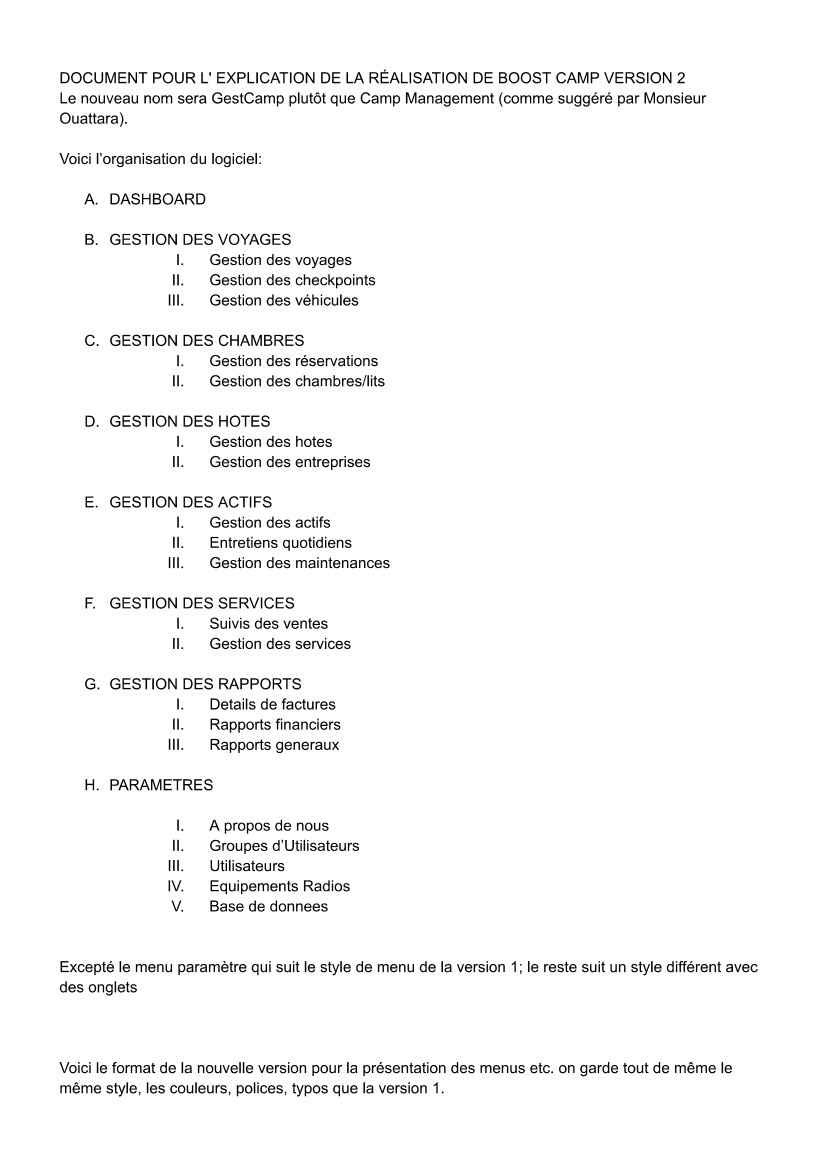 DOCUMENT POUR L' EXPLICATION DE LA RÉALISATION DE BOOST CAMP VERSION 2
Le nouveau nom sera GestCamp plutôt que Camp Management (comme suggéré par Monsieur
Ouattara).
Voici l’organisation du logiciel:
A. DASHBOARD
B. GESTION DES VOYAGES
I. Gestion des voyages
II. Gestion des checkpoints
III. Gestion des véhicules
C. GESTION DES CHAMBRES
I. Gestion des réservations
II. Gestion des chambres/lits
D. GESTION DES HOTES
I. Gestion des hotes
II. Gestion des entreprises
E. GESTION DES ACTIFS
I. Gestion des actifs
II. Entretiens quotidiens
III. Gestion des maintenances
F. GESTION DES SERVICES
I. Suivis des ventes
II. Gestion des services
G. GESTION DES RAPPORTS
I. Details de factures
II. Rapports financiers
III. Rapports generaux
H. PARAMETRES
I. A propos de nous
II. Groupes d’Utilisateurs
III. Utilisateurs
IV. Equipements Radios
V. Base de donnees
Excepté le menu paramètre qui suit le style de menu de la version 1; le reste suit un style différent avec
des onglets
Voici le format de la nouvelle version pour la présentation des menus etc. on garde tout de même le
même style, les couleurs, polices, typos que la version 1.